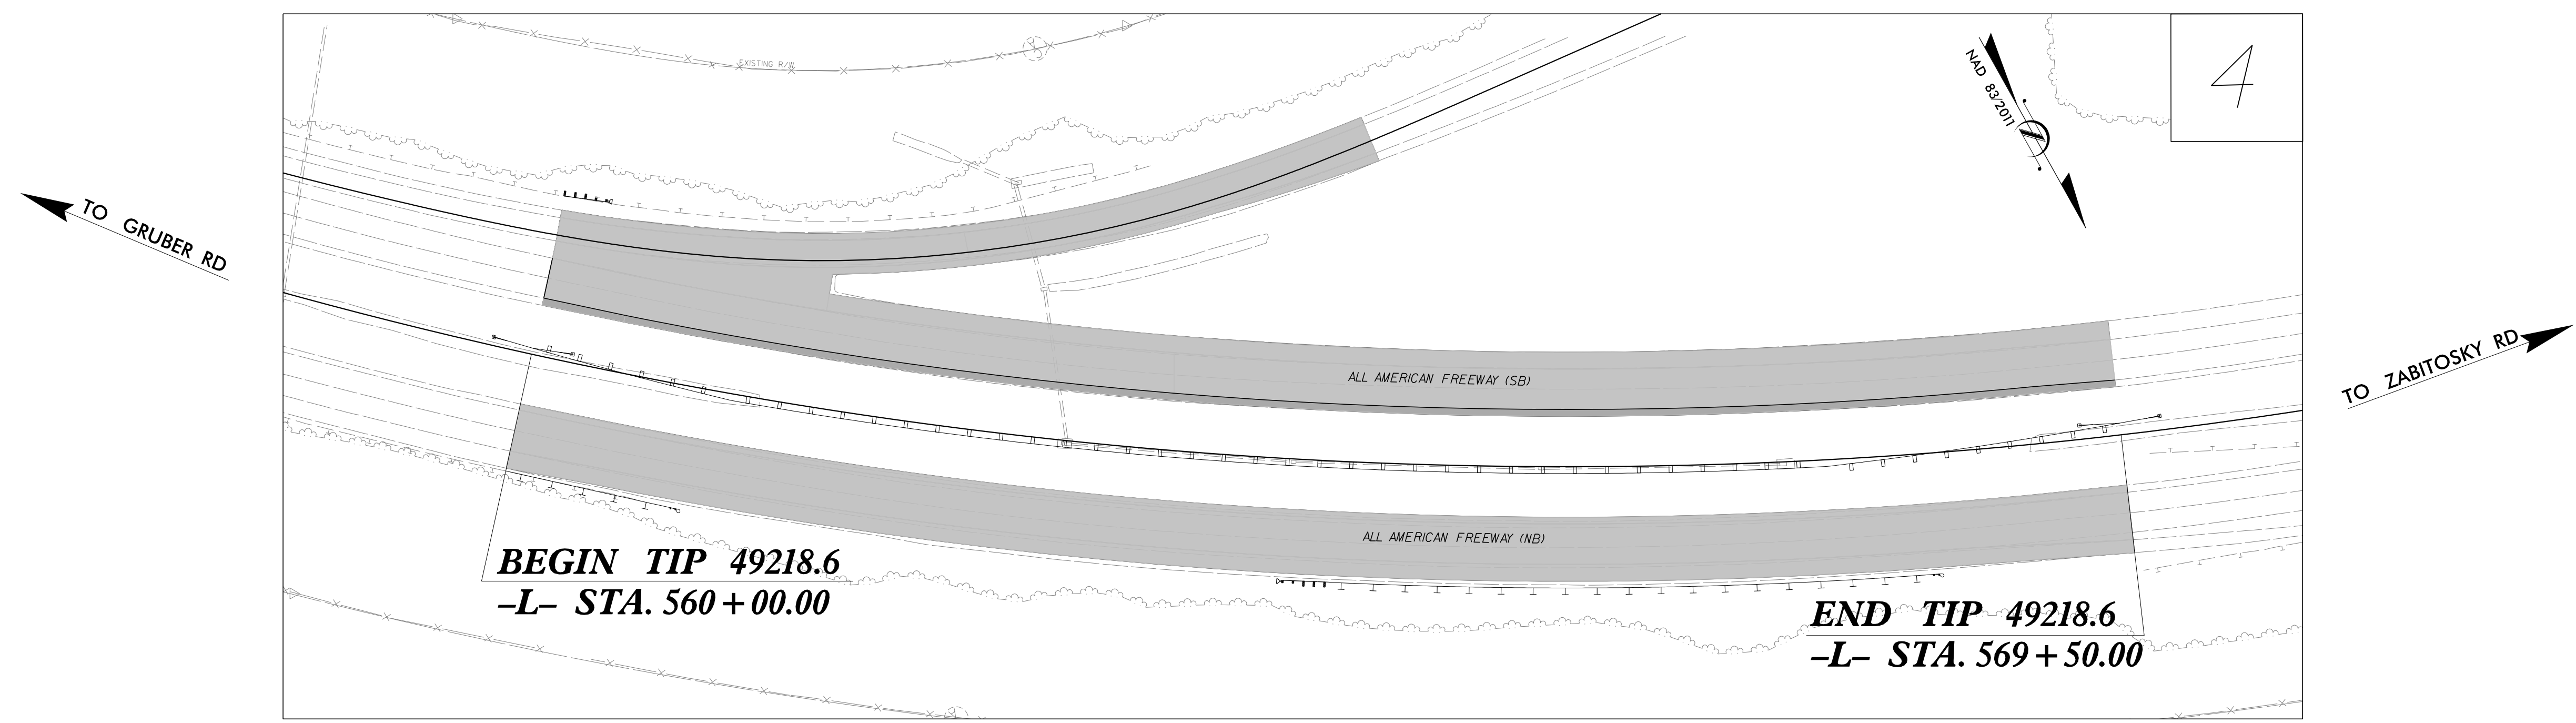 EXISTING R/W
NAD 83/2011
N
4
TO GRUBER RD
TO ZABITOSKY RD
ALL AMERICAN FREEWAY (SB)
ALL AMERICAN FREEWAY (NB)
BEGIN TIP 49218.6
–L– STA. 560+00.00
END TIP 49218.6
–L– STA. 569+50.00